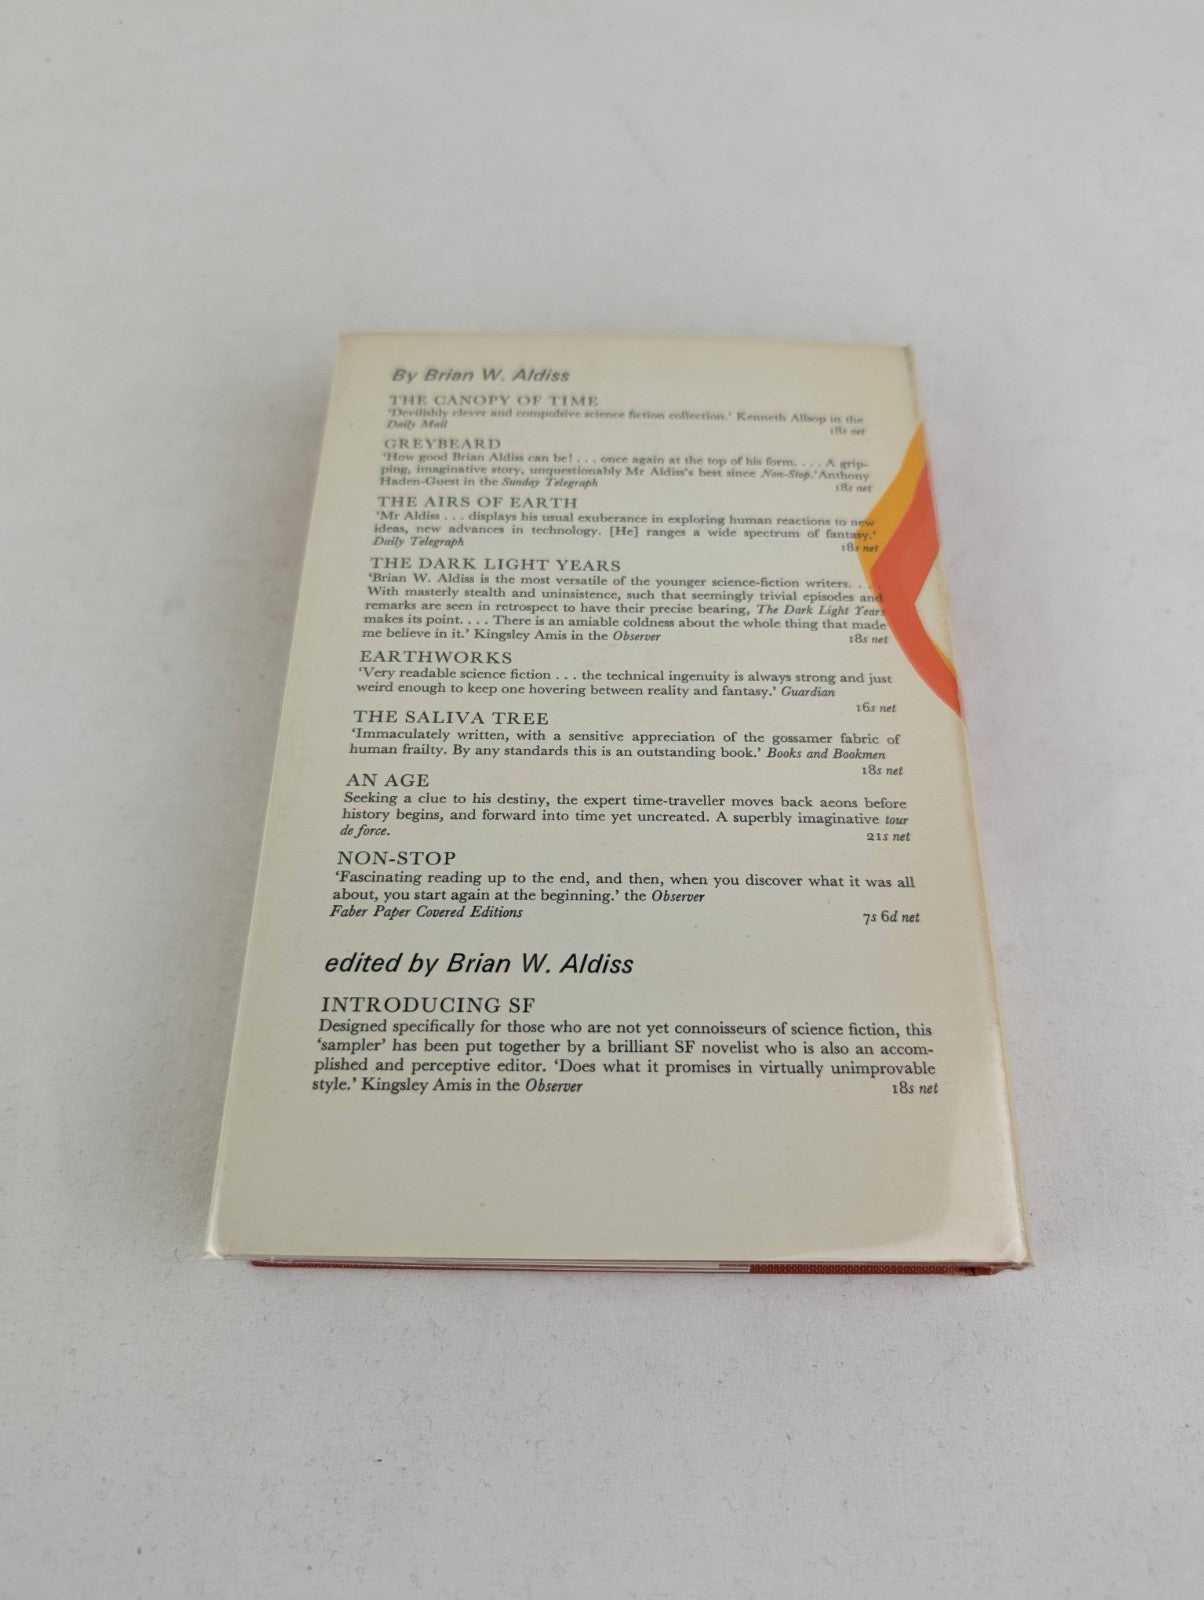 By Brian W. Aldiss
THE CANOPY OF TIME
'Devilishly clever and compulsive science fiction collection.' Kenneth Allsop in the
Daily Mail 18s net
GREYBEARD
'How good Brian Aldiss can be! . . . once again at the top of his form. . . . A grip-
ping, imaginative story, unquestionably Mr Aldiss's best since Non-Stop.' Anthony
Haden-Guest in the Sunday Telegraph 18s net
THE AIRS OF EARTH
'Mr Aldiss . . . displays his usual exuberance in exploring human reactions to new
ideas, new advances in technology. [He] ranges a wide spectrum of fantasy.'
Daily Telegraph 18s net
THE DARK LIGHT YEARS
'Brian W. Aldiss is the most versatile of the younger science-fiction writers. . . .
With masterly stealth and uninsistence, such that seemingly trivial episodes and
remarks are seen in retrospect to have their precise bearing, The Dark Light Years
makes its point. . . . There is an amiable coldness about the whole thing that made
me believe in it.' Kingsley Amis in the Observer 18s net
EARTHWORKS
'Very readable science fiction . . . the technical ingenuity is always strong and just
weird enough to keep one hovering between reality and fantasy.' Guardian
16s net
THE SALIVA TREE
'Immaculately written, with a sensitive appreciation of the gossamer fabric of
human frailty. By any standards this is an outstanding book.' Books and Bookmen
18s net
AN AGE
Seeking a clue to his destiny, the expert time-traveller moves back aeons before
history begins, and forward into time yet uncreated. A superbly imaginative tour
de force. 21s net
NON-STOP
'Fascinating reading up to the end, and then, when you discover what it was all
about, you start again at the beginning.' the Observer
Faber Paper Covered Editions 7s 6d net
edited by Brian W. Aldiss
INTRODUCING SF
Designed specifically for those who are not yet connoisseurs of science fiction, this
'sampler' has been put together by a brilliant SF novelist who is also an accom-
plished and perceptive editor. 'Does what it promises in virtually unimprovable
style.' Kingsley Amis in the Observer 18s net